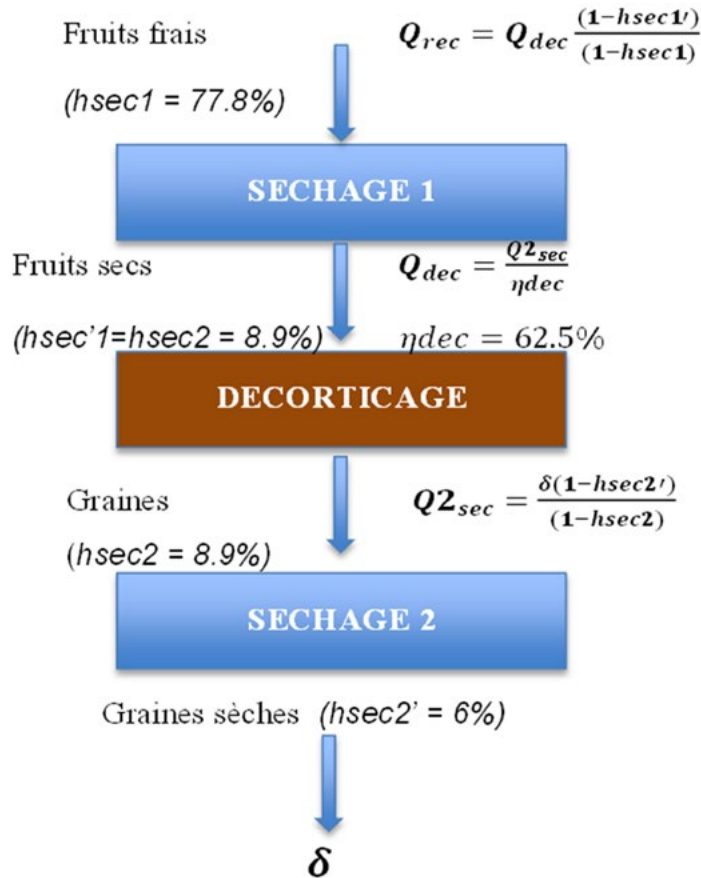 Fruits frais
Q_rec = Q_dec (1−hsec1′)/(1−hsec1)
(hsec1 = 77.8%)
SECHAGE 1
Fruits secs
Q_dec = Q2_sec/ηdec
(hsec’1=hsec2 = 8.9%)
ηdec = 62.5%
DECORTICAGE
Graines
Q2_sec = δ(1−hsec2′)/(1−hsec2)
(hsec2 = 8.9%)
SECHAGE 2
Graines sèches (hsec2’ = 6%)
δ